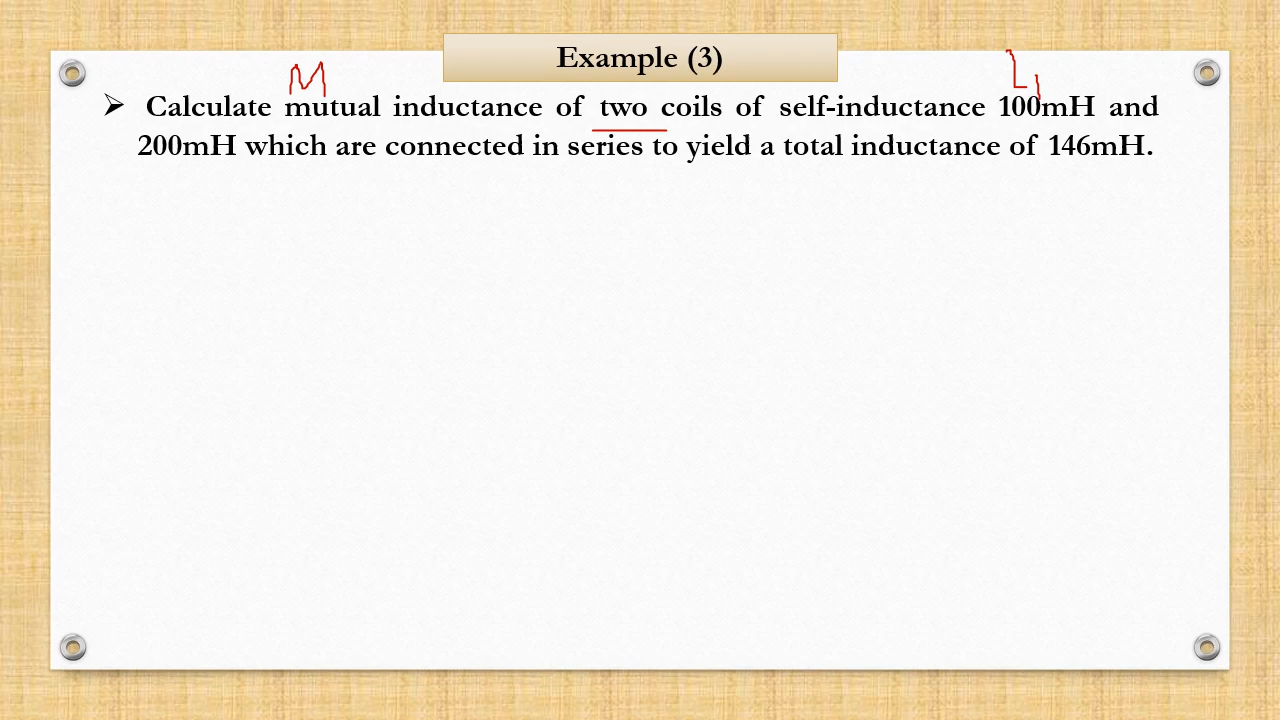 Example (3)
M
L1
➢ Calculate mutual inductance of two coils of self-inductance 100mH and
200mH which are connected in series to yield a total inductance of 146mH.